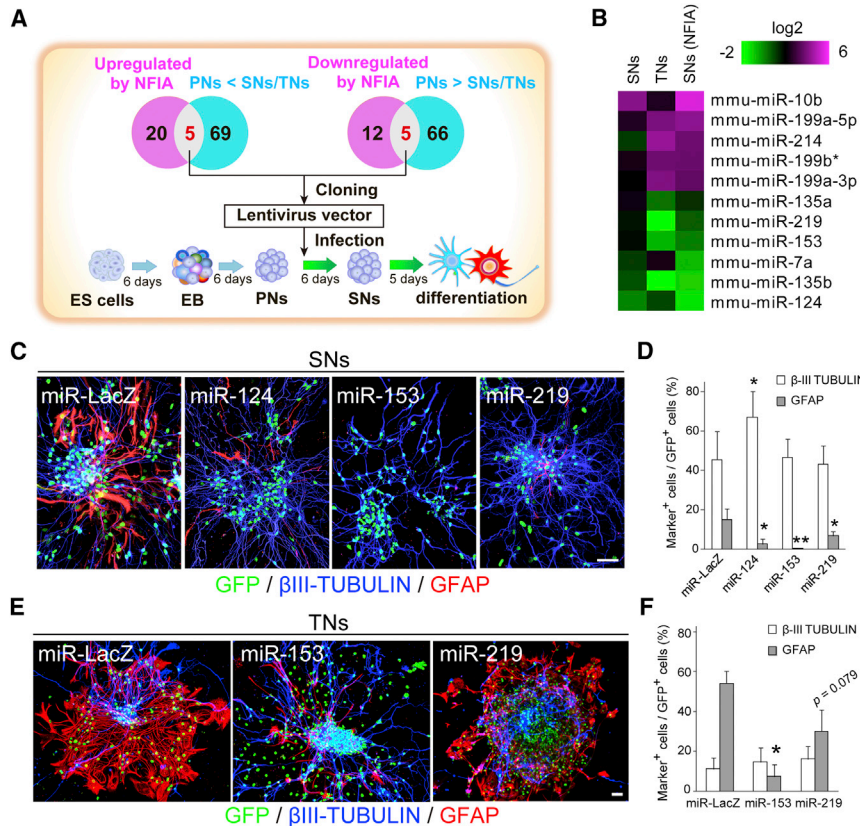 A
Upregulated
by NFIA
PNs < SNs/TNs
Downregulated
by NFIA
PNs > SNs/TNs
20
5
69
12
5
66
Cloning
Lentivirus vector
Infection
6 days
6 days
6 days
5 days
ES cells
EB
PNs
SNs
differentiation
B
log2
-2
6
SNs
TNs
SNs (NFIA)
mmu-miR-10b
mmu-miR-199a-5p
mmu-miR-214
mmu-miR-199b*
mmu-miR-199a-3p
mmu-miR-135a
mmu-miR-219
mmu-miR-153
mmu-miR-7a
mmu-miR-135b
mmu-miR-124
C
SNs
miR-LacZ
miR-124
miR-153
miR-219
GFP / βIII-TUBULIN / GFAP
D
Marker+ cells / GFP+ cells (%)
80
60
40
20
0
β-III TUBULIN
GFAP
*
*
**
*
miR-LacZ
miR-124
miR-153
miR-219
E
TNs
miR-LacZ
miR-153
miR-219
GFP / βIII-TUBULIN / GFAP
F
Marker+ cells / GFP+ cells (%)
80
60
40
20
0
β-III TUBULIN
GFAP
*
p = 0.079
miR-LacZ
miR-153
miR-219